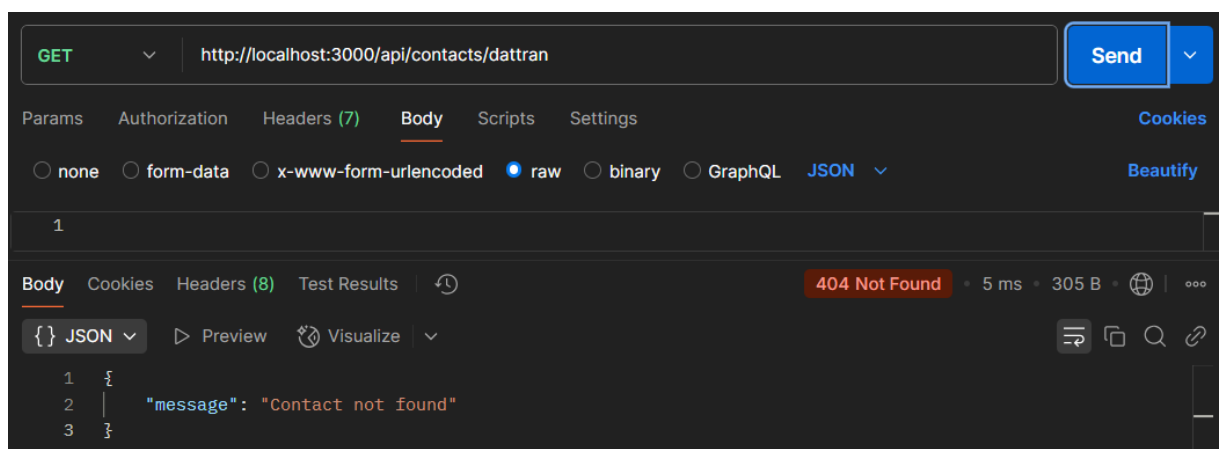 GET http://localhost:3000/api/contacts/dattran Send
Params Authorization Headers (7) Body Scripts Settings Cookies
none form-data x-www-form-urlencoded raw binary GraphQL JSON Beautify
1
Body Cookies Headers (8) Test Results 404 Not Found • 5 ms • 305 B •
{} JSON Preview Visualize
1 {
2 "message": "Contact not found"
3 }